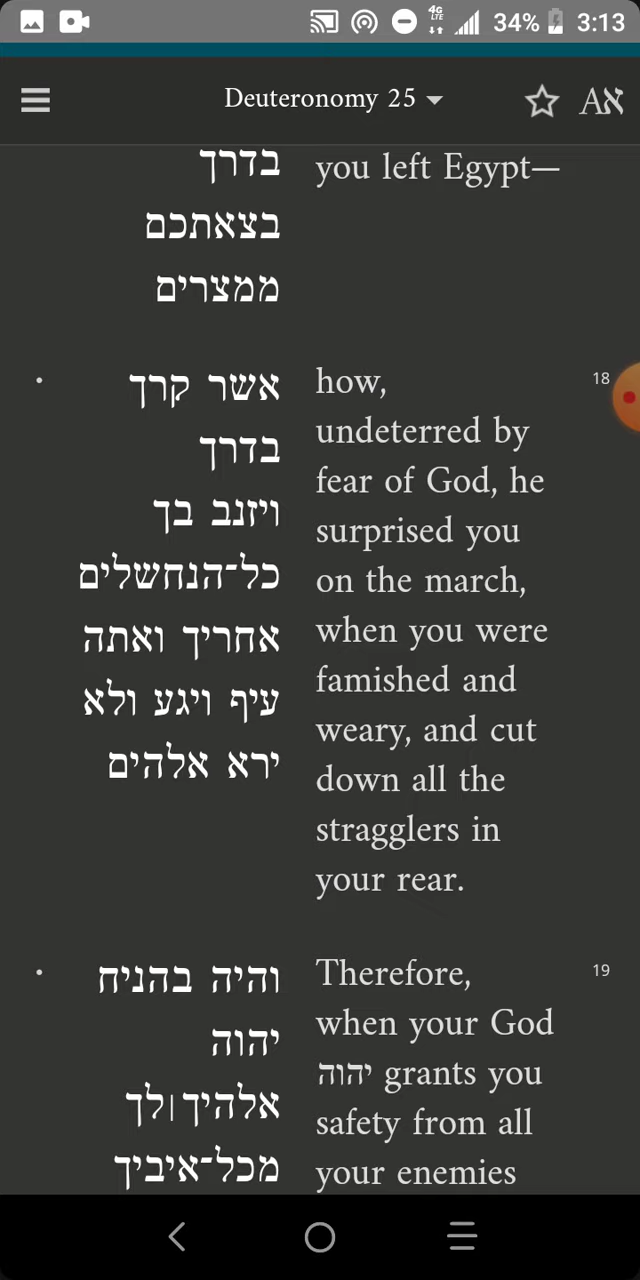 4G
LTE
34% 3:13
Deuteronomy 25
Aא
בדרך
בצאתכם
ממצרים
you left Egypt—
אשר קרך
בדרך
ויזנב בך
כל־הנחשלים
אחריך ואתה
עיף ויגע ולא
ירא אלהים
how,
undeterred by
fear of God, he
surprised you
on the march,
when you were
famished and
weary, and cut
down all the
stragglers in
your rear.
18
והיה בהניח
יהוה
אלהיך׀לך
מכל־איביך
Therefore,
when your God
יהוה grants you
safety from all
your enemies
19